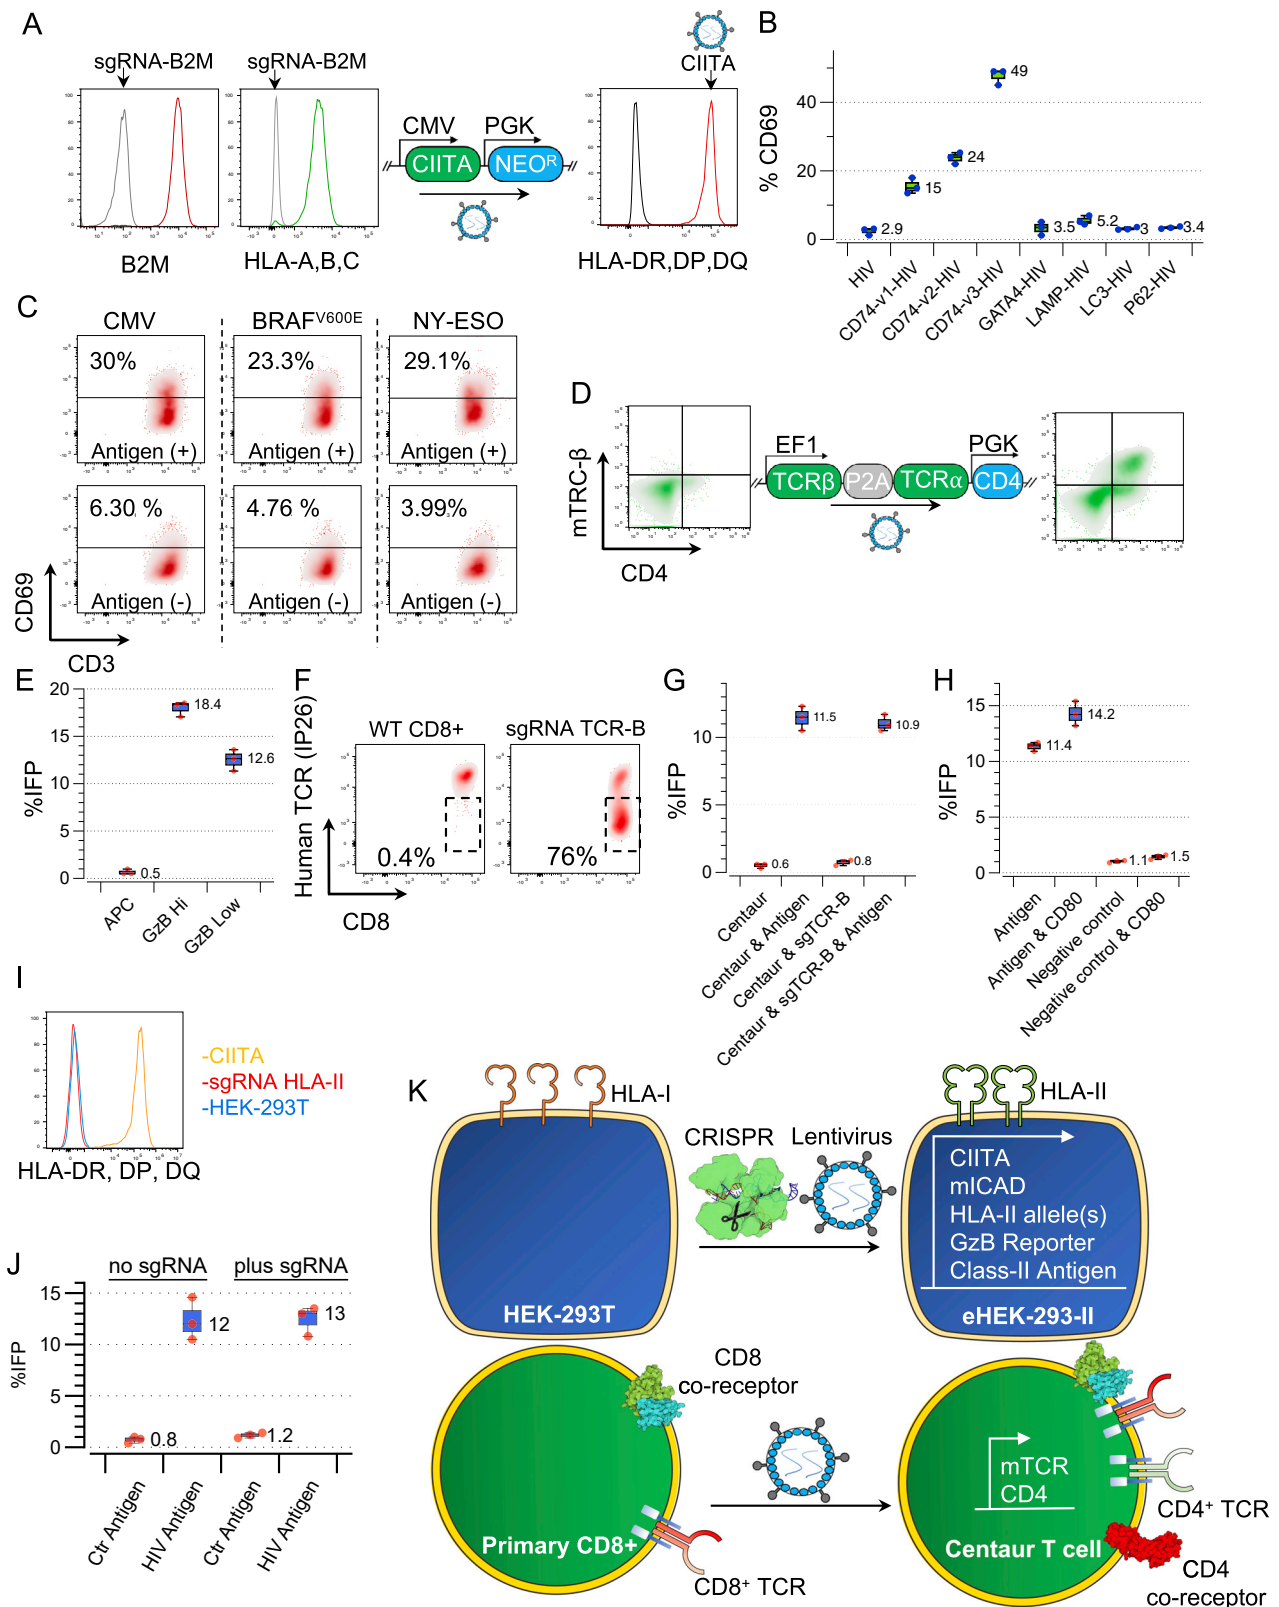 A
sgRNA-B2M
sgRNA-B2M
CIITA
B2M
HLA-A,B,C
CMV
PGK
CIITA
NEOᴿ
HLA-DR,DP,DQ
B
% CD69
40
20
0
2.9
15
24
49
3.5
5.2
3
3.4
HIV
CD74-v1-HIV
CD74-v2-HIV
CD74-v3-HIV
GATA4-HIV
LAMP-HIV
LC3-HIV
P62-HIV
C
CMV
BRAFV600E
NY-ESO
30%
23.3%
29.1%
Antigen (+)
Antigen (+)
Antigen (+)
6.30 %
4.76 %
3.99%
Antigen (-)
Antigen (-)
Antigen (-)
CD69
CD3
D
mTRC-β
CD4
EF1
PGK
TCRβ
P2A
TCRα
CD4
E
%IFP
20
15
10
5
0
0.5
18.4
12.6
APC
GzB Hi
GzB Low
F
Human TCR (IP26)
WT CD8+
sgRNA TCR-B
0.4%
76%
CD8
G
%IFP
10
5
0
0.6
11.5
0.8
10.9
Centaur
Centaur & Antigen
Centaur & sgTCR-B
Centaur & sgTCR-B & Antigen
H
%IFP
15
10
5
0
11.4
14.2
1.1
1.5
Antigen
Antigen & CD80
Negative control
Negative control & CD80
I
-CIITA
-sgRNA HLA-II
-HEK-293T
HLA-DR, DP, DQ
J
no sgRNA
plus sgRNA
%IFP
15
10
5
0
0.8
12
1.2
13
Ctr Antigen
HIV Antigen
Ctr Antigen
HIV Antigen
K
HLA-I
HLA-II
CRISPR
Lentivirus
CIITA
mICAD
HLA-II allele(s)
GzB Reporter
Class-II Antigen
HEK-293T
eHEK-293-II
CD8
co-receptor
Primary CD8+
CD8⁺ TCR
mTCR
CD4
Centaur T cell
CD4⁺ TCR
CD4
co-receptor